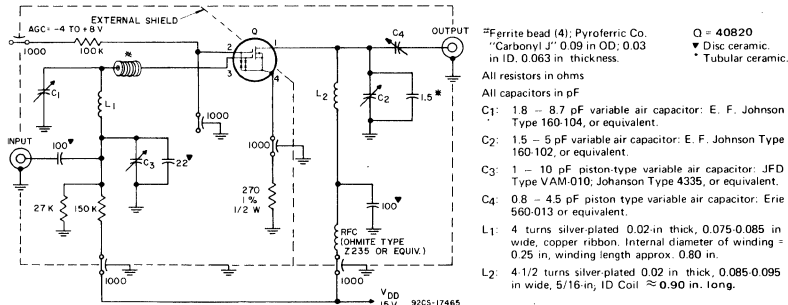 EXTERNAL SHIELD
AGC= -4 TO +8 V
1000
100K
*
Q
1
2
3
4
C4
OUTPUT
C1
L1
1000
L2
C2
1.5 *
INPUT
100▼
C3
22▼
1000
27 K
150K
270
1%
1/2 W
100▼
RFC
(OHMITE TYPE
Z235 OR EQUIV.)
1000
1000
VDD
15 V
92CS-17465
#Ferrite bead (4); Pyroferric Co.
"Carbonyl J" 0.09 in OD; 0.03
in ID. 0.063 in thickness.
Q = 40820
▼ Disc ceramic.
* Tubular ceramic.
All resistors in ohms
All capacitors in pF
C1: 1.8 – 8.7 pF variable air capacitor: E. F. Johnson
Type 160-104, or equivalent.
C2: 1.5 – 5 pF variable air capacitor: E. F. Johnson Type
160-102, or equivalent.
C3: 1 – 10 pF piston-type variable air capacitor: JFD
Type VAM-010; Johanson Type 4335, or equivalent.
C4: 0.8 – 4.5 pF piston type variable air capacitor: Erie
560-013 or equivalent.
L1: 4 turns silver-plated 0.02-in thick, 0.075-0.085 in
wide, copper ribbon. Internal diameter of winding =
0.25 in, winding length approx. 0.80 in.
L2: 4-1/2 turns silver-plated 0.02 in thick, 0.085-0.095
in wide, 5/16-in; ID Coil ≈ 0.90 in. long.